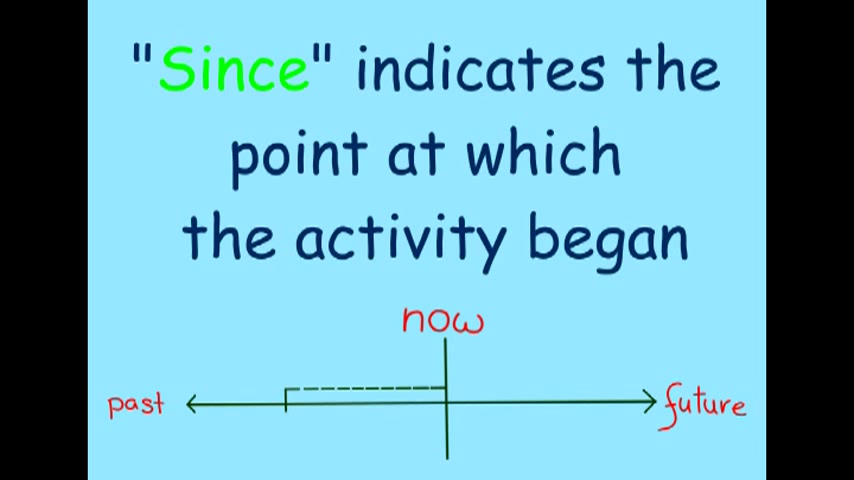 "Since" indicates the
point at which
the activity began
now
past
future